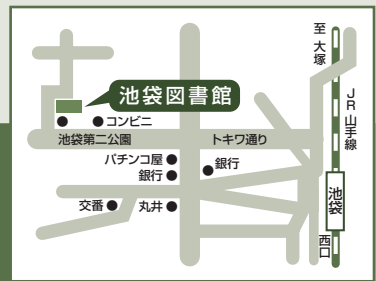 至 大塚
JR山手線
池袋図書館
コンビニ
池袋第二公園
トキワ通り
パチンコ屋
銀行
銀行
交番
丸井
池袋
西口